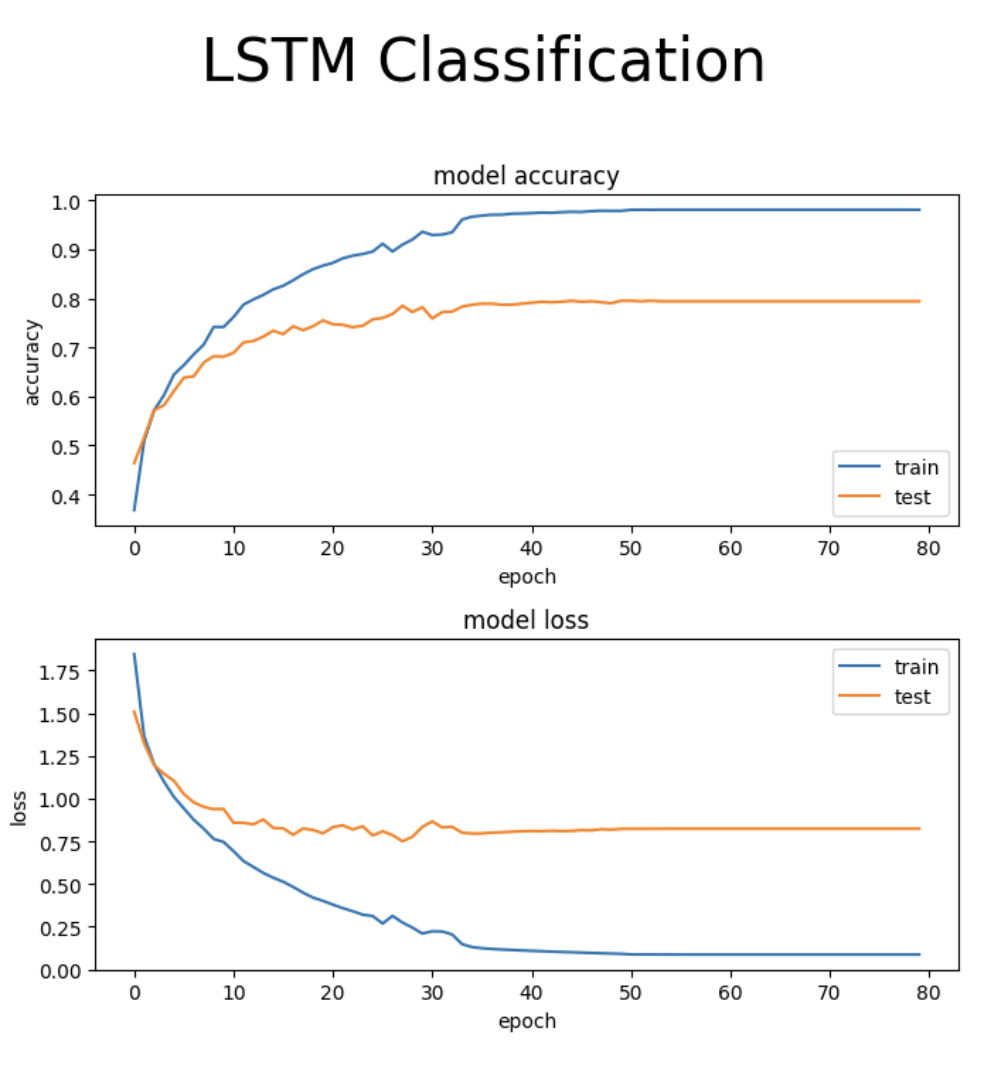 LSTM Classification
model accuracy
1.0
0.9
0.8
0.7
0.6
0.5
0.4
accuracy
train
test
0 10 20 30 40 50 60 70 80
epoch
model loss
1.75
1.50
1.25
1.00
0.75
0.50
0.25
0.00
loss
train
test
0 10 20 30 40 50 60 70 80
epoch